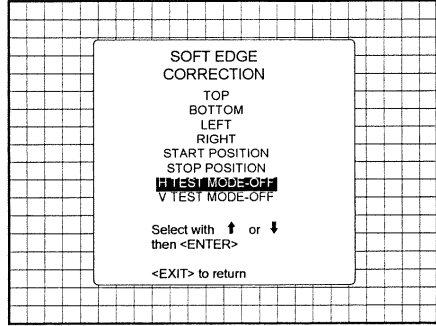 SOFT EDGE
CORRECTION
TOP
BOTTOM
LEFT
RIGHT
START POSITION
STOP POSITION
H TEST MODE-OFF
V TEST MODE-OFF
Select with ⬆ or ⬇
then <ENTER>
<EXIT> to return